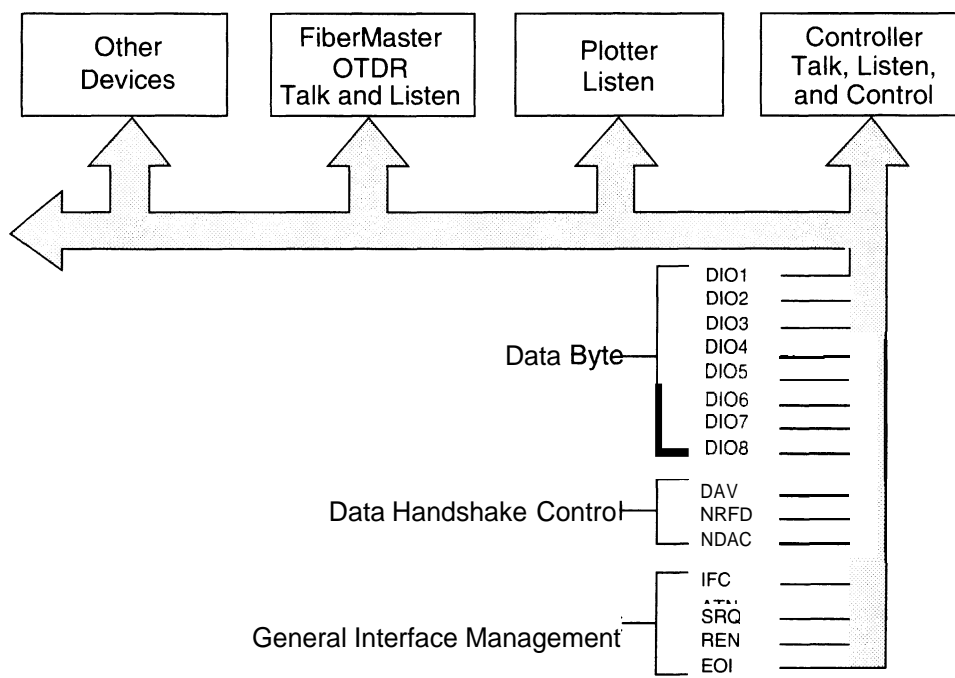 Other
Devices
FiberMaster
OTDR
Talk and Listen
Plotter
Listen
Controller
Talk, Listen,
and Control
Data Byte
DIO1
DIO2
DIO3
DIO4
DIO5
DIO6
DIO7
DIO8
Data Handshake Control
DAV
NRFD
NDAC
General Interface Management
IFC
SRQ
REN
EOI